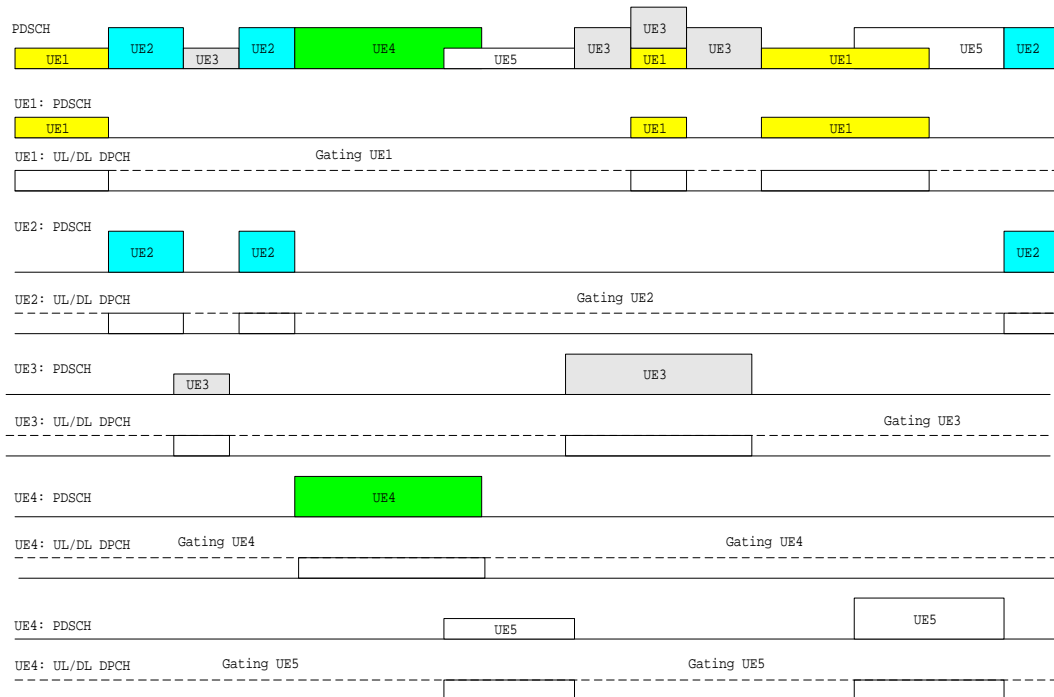 PDSCH
UE1 UE2 UE3 UE2 UE4 UE5 UE3 UE3 UE1 UE3 UE1 UE5 UE2
UE1: PDSCH
UE1 UE1 UE1
UE1: UL/DL DPCH Gating UE1
UE2: PDSCH
UE2 UE2 UE2
UE2: UL/DL DPCH Gating UE2
UE3: PDSCH
UE3 UE3
UE3: UL/DL DPCH Gating UE3
UE4: PDSCH UE4
UE4: UL/DL DPCH Gating UE4 Gating UE4
UE4: PDSCH UE5 UE5
UE4: UL/DL DPCH Gating UE5 Gating UE5